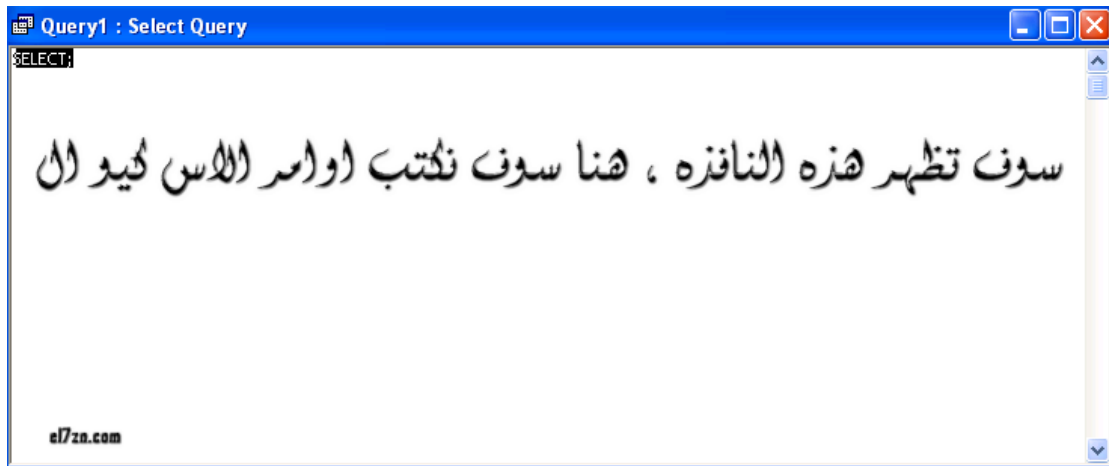 Query1 : Select Query
SELECT;
سوف تظهر هذه النافذه ، هنا سوف نكتب اوامر الاس كيو ال
el7zn.com